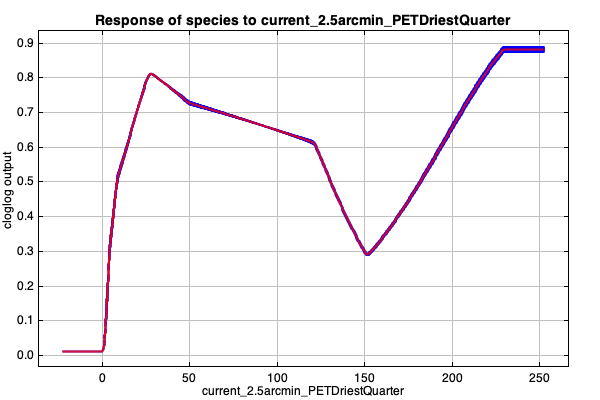 Response of species to current_2.5arcmin_PETDriestQuarter
0.9
0.8
0.7
0.6
0.5
0.4
0.3
0.2
0.1
0.0
cloglog output
0 50 100 150 200 250
current_2.5arcmin_PETDriestQuarter